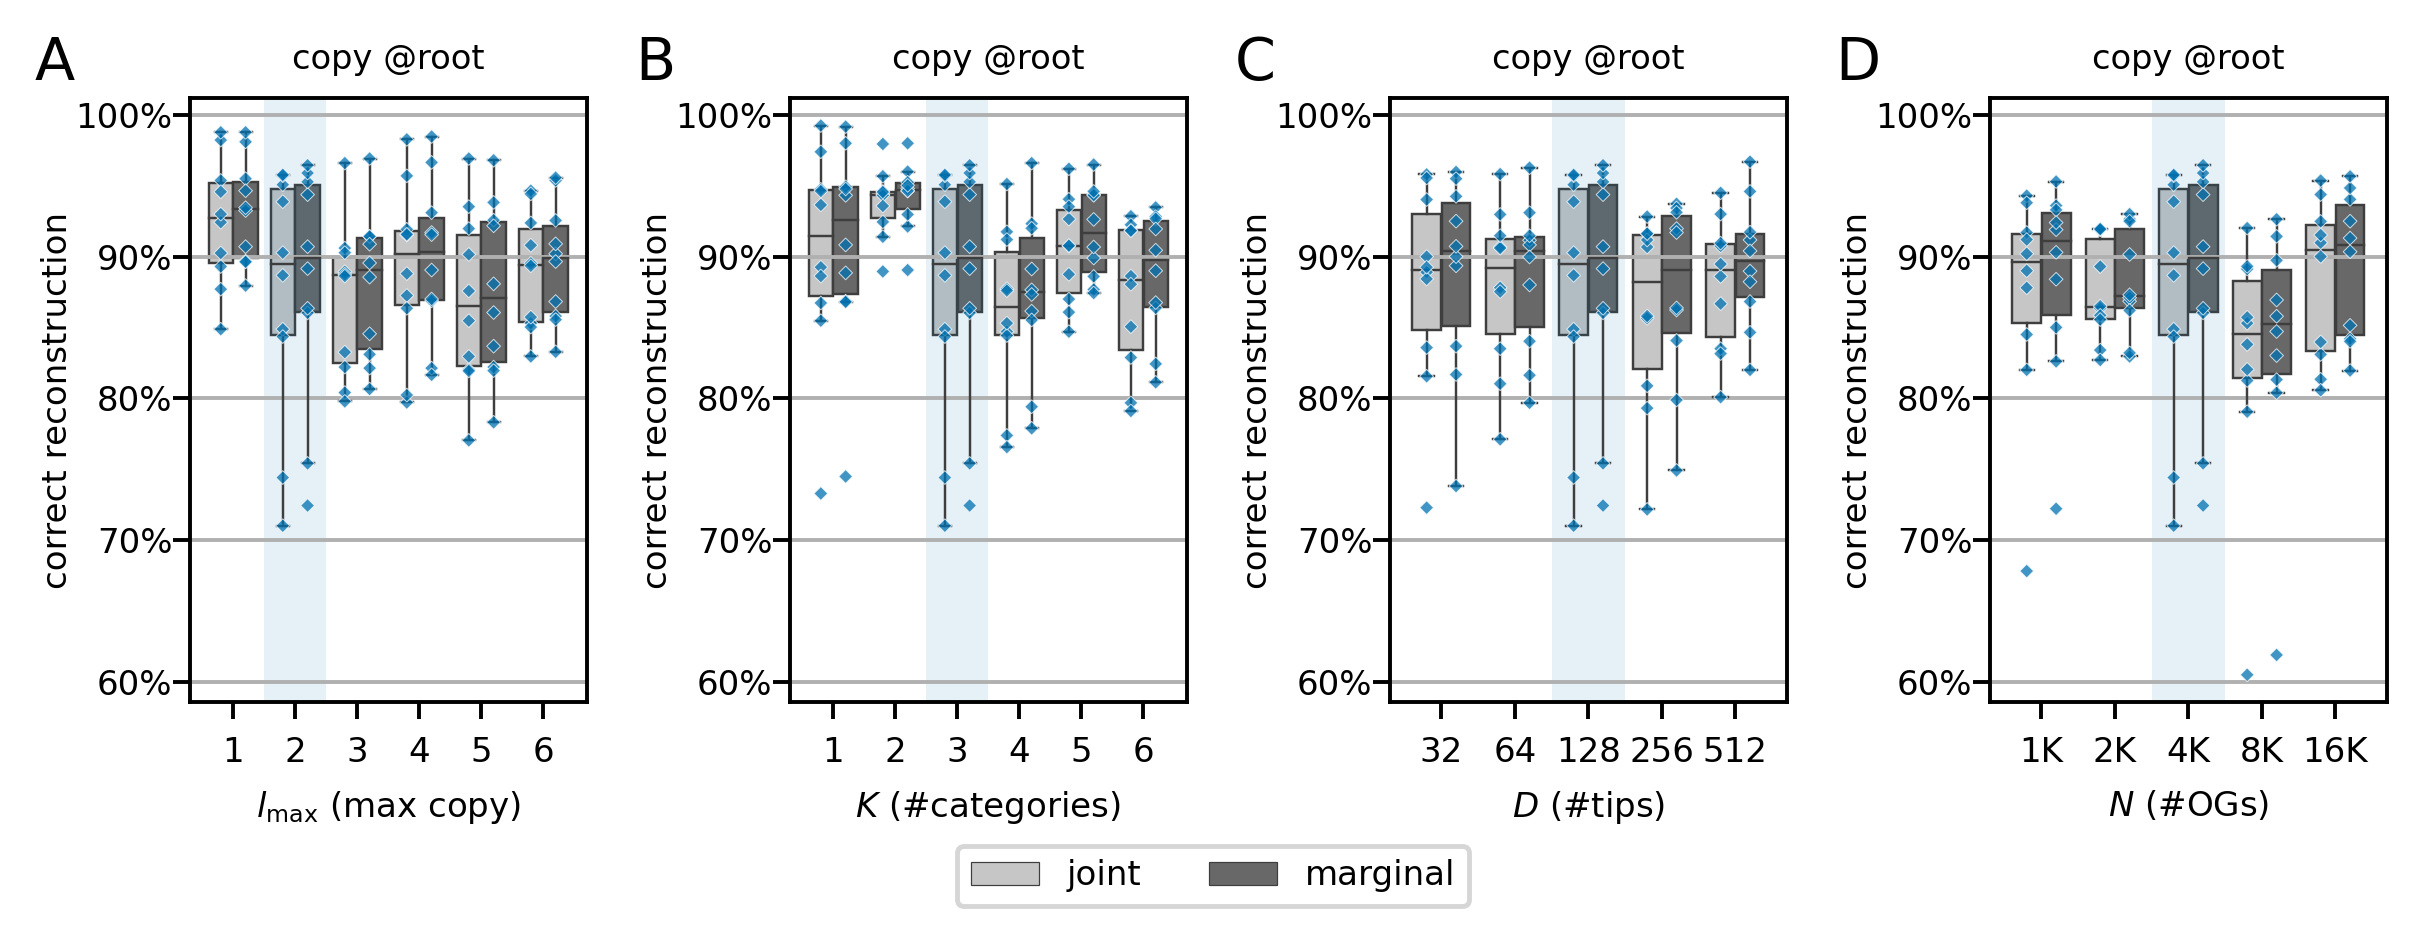 A
copy @root
100%
90%
80%
70%
60%
correct reconstruction
1 2 3 4 5 6
lmax (max copy)
B
copy @root
100%
90%
80%
70%
60%
correct reconstruction
1 2 3 4 5 6
K (#categories)
C
copy @root
100%
90%
80%
70%
60%
correct reconstruction
32 64 128 256 512
D (#tips)
D
copy @root
100%
90%
80%
70%
60%
correct reconstruction
1K 2K 4K 8K 16K
N (#OGs)
joint marginal